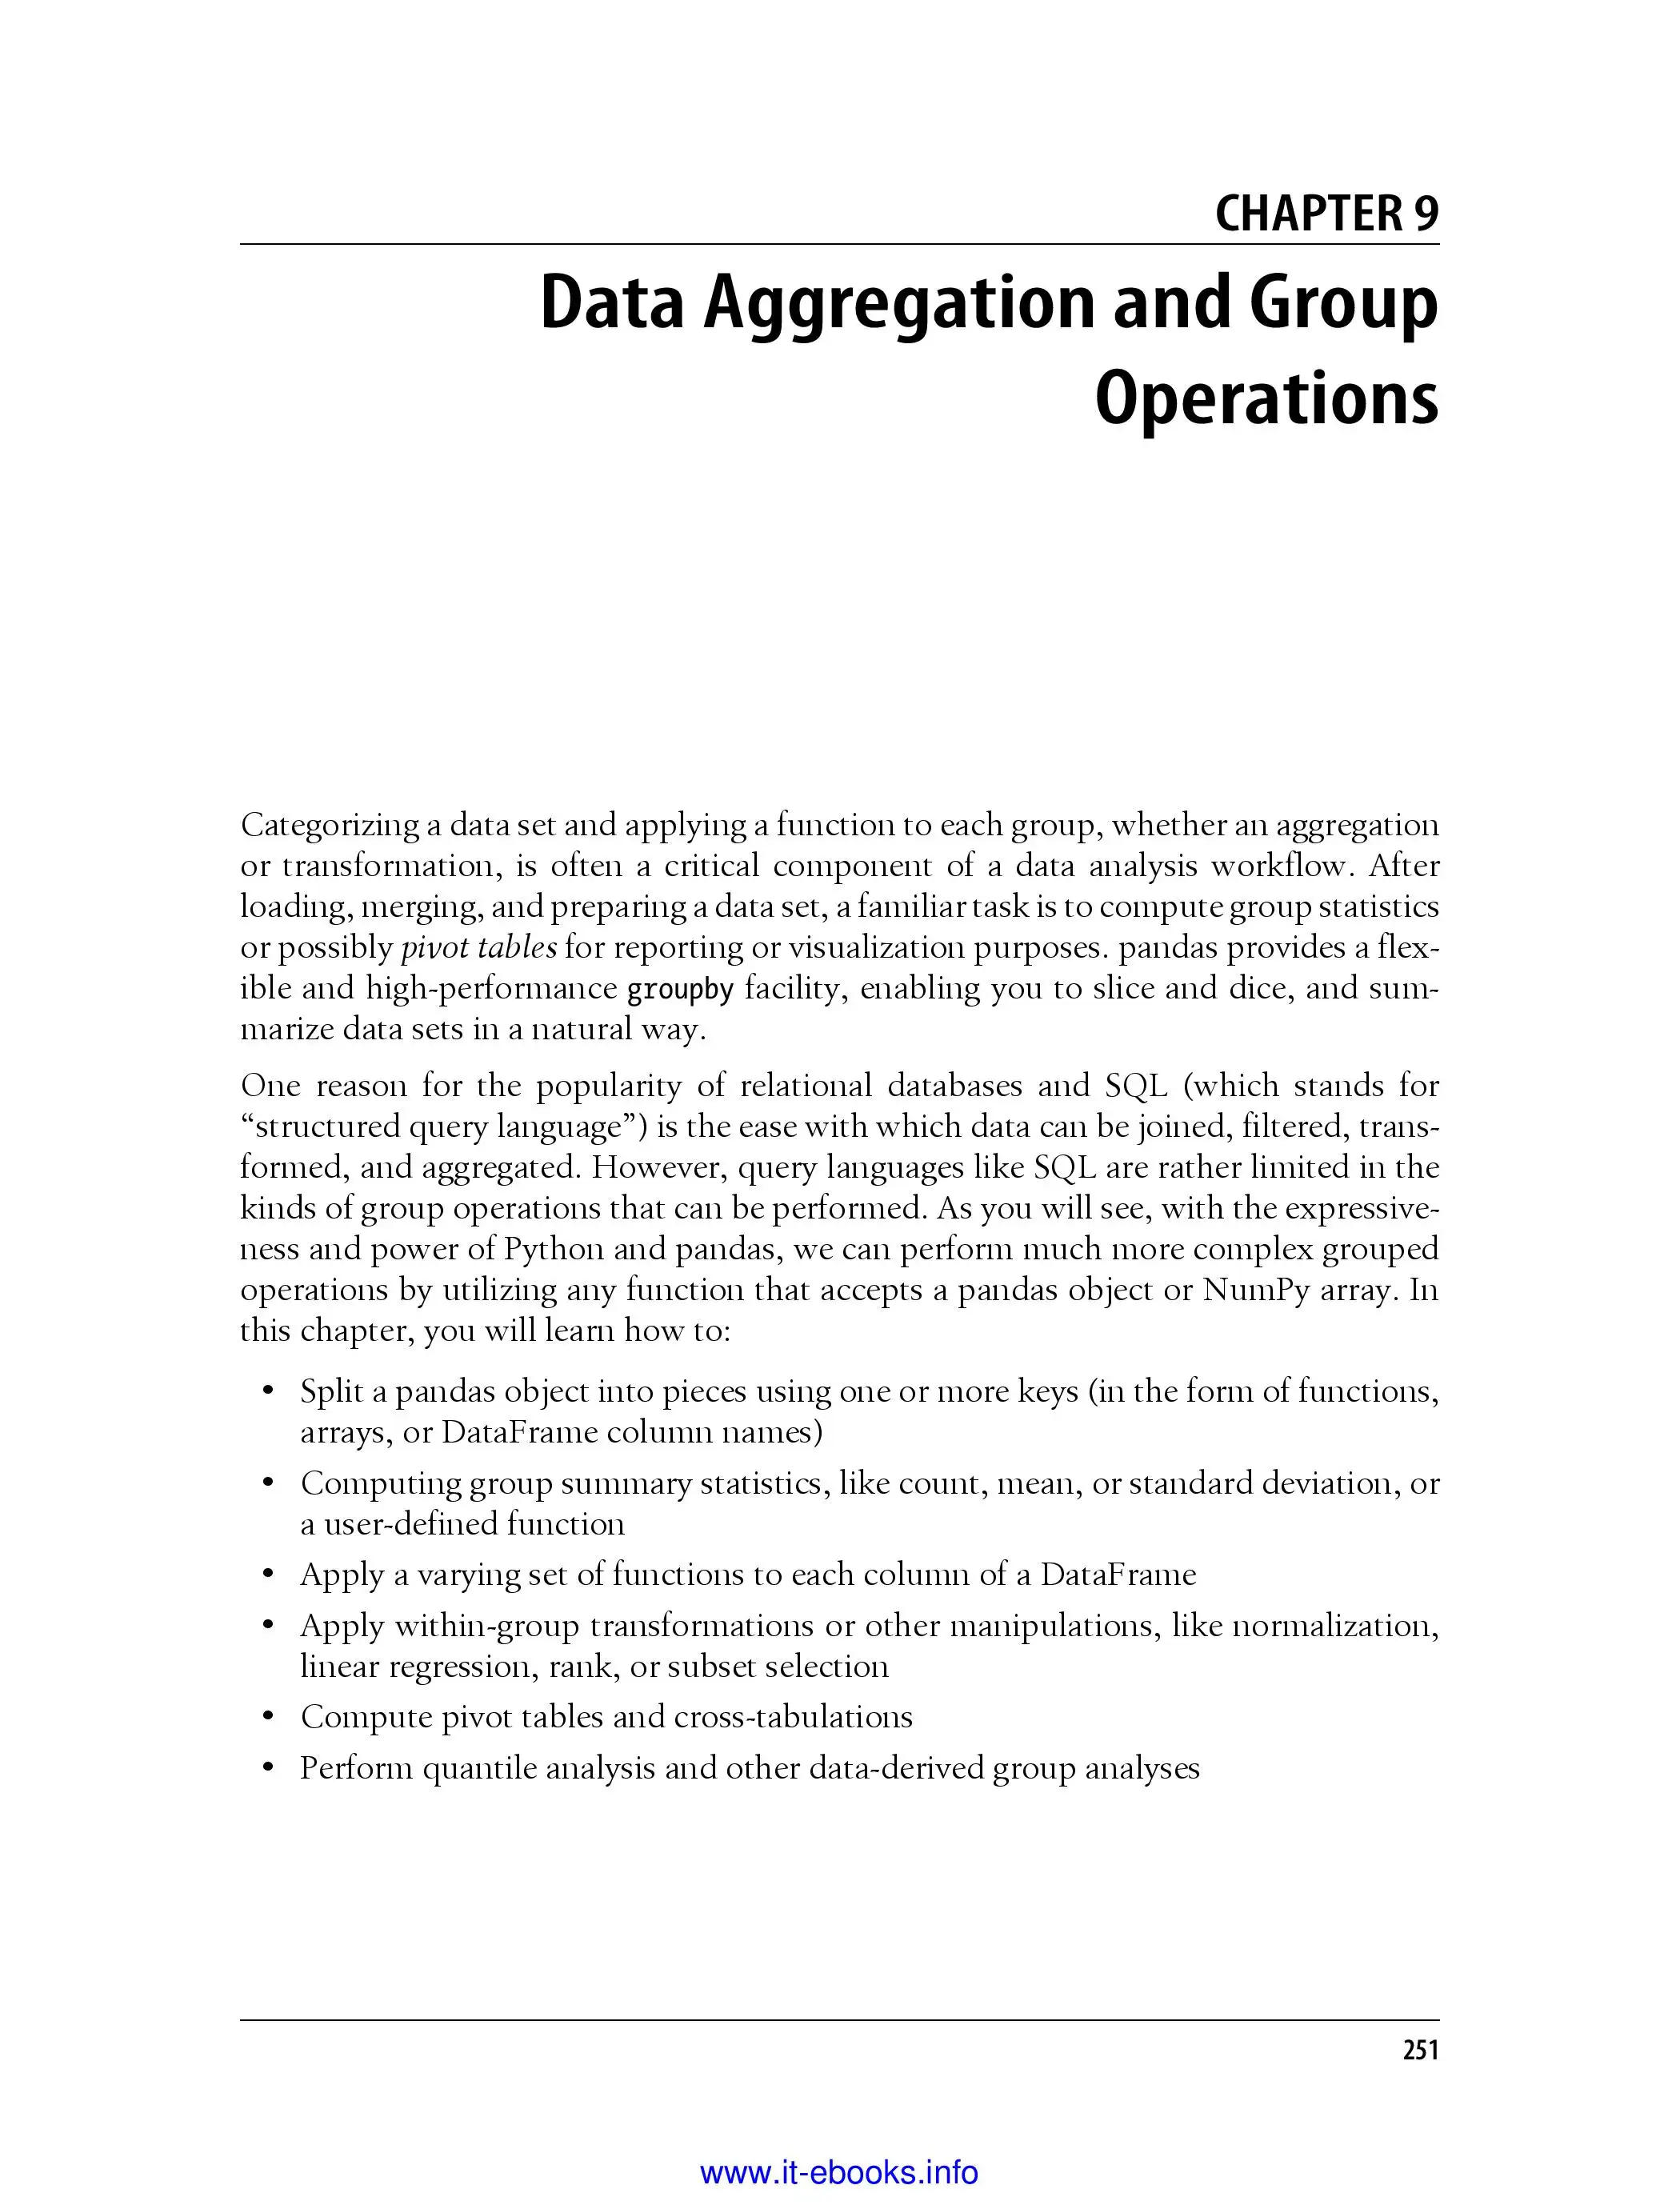 CHAPTER 9
Data Aggregation and Group
Operations
Categorizing a data set and applying a function to each group, whether an aggregation
or transformation, is often a critical component of a data analysis workflow. After
loading, merging, and preparing a data set, a familiar task is to compute group statistics
or possibly pivot tables for reporting or visualization purposes. pandas provides a flex-
ible and high-performance groupby facility, enabling you to slice and dice, and sum-
marize data sets in a natural way.
One reason for the popularity of relational databases and SQL (which stands for
“structured query language”) is the ease with which data can be joined, filtered, trans-
formed, and aggregated. However, query languages like SQL are rather limited in the
kinds of group operations that can be performed. As you will see, with the expressive-
ness and power of Python and pandas, we can perform much more complex grouped
operations by utilizing any function that accepts a pandas object or NumPy array. In
this chapter, you will learn how to:
• Split a pandas object into pieces using one or more keys (in the form of functions,
arrays, or DataFrame column names)
• Computing group summary statistics, like count, mean, or standard deviation, or
a user-defined function
• Apply a varying set of functions to each column of a DataFrame
• Apply within-group transformations or other manipulations, like normalization,
linear regression, rank, or subset selection
• Compute pivot tables and cross-tabulations
• Perform quantile analysis and other data-derived group analyses
251
www.it-ebooks.info